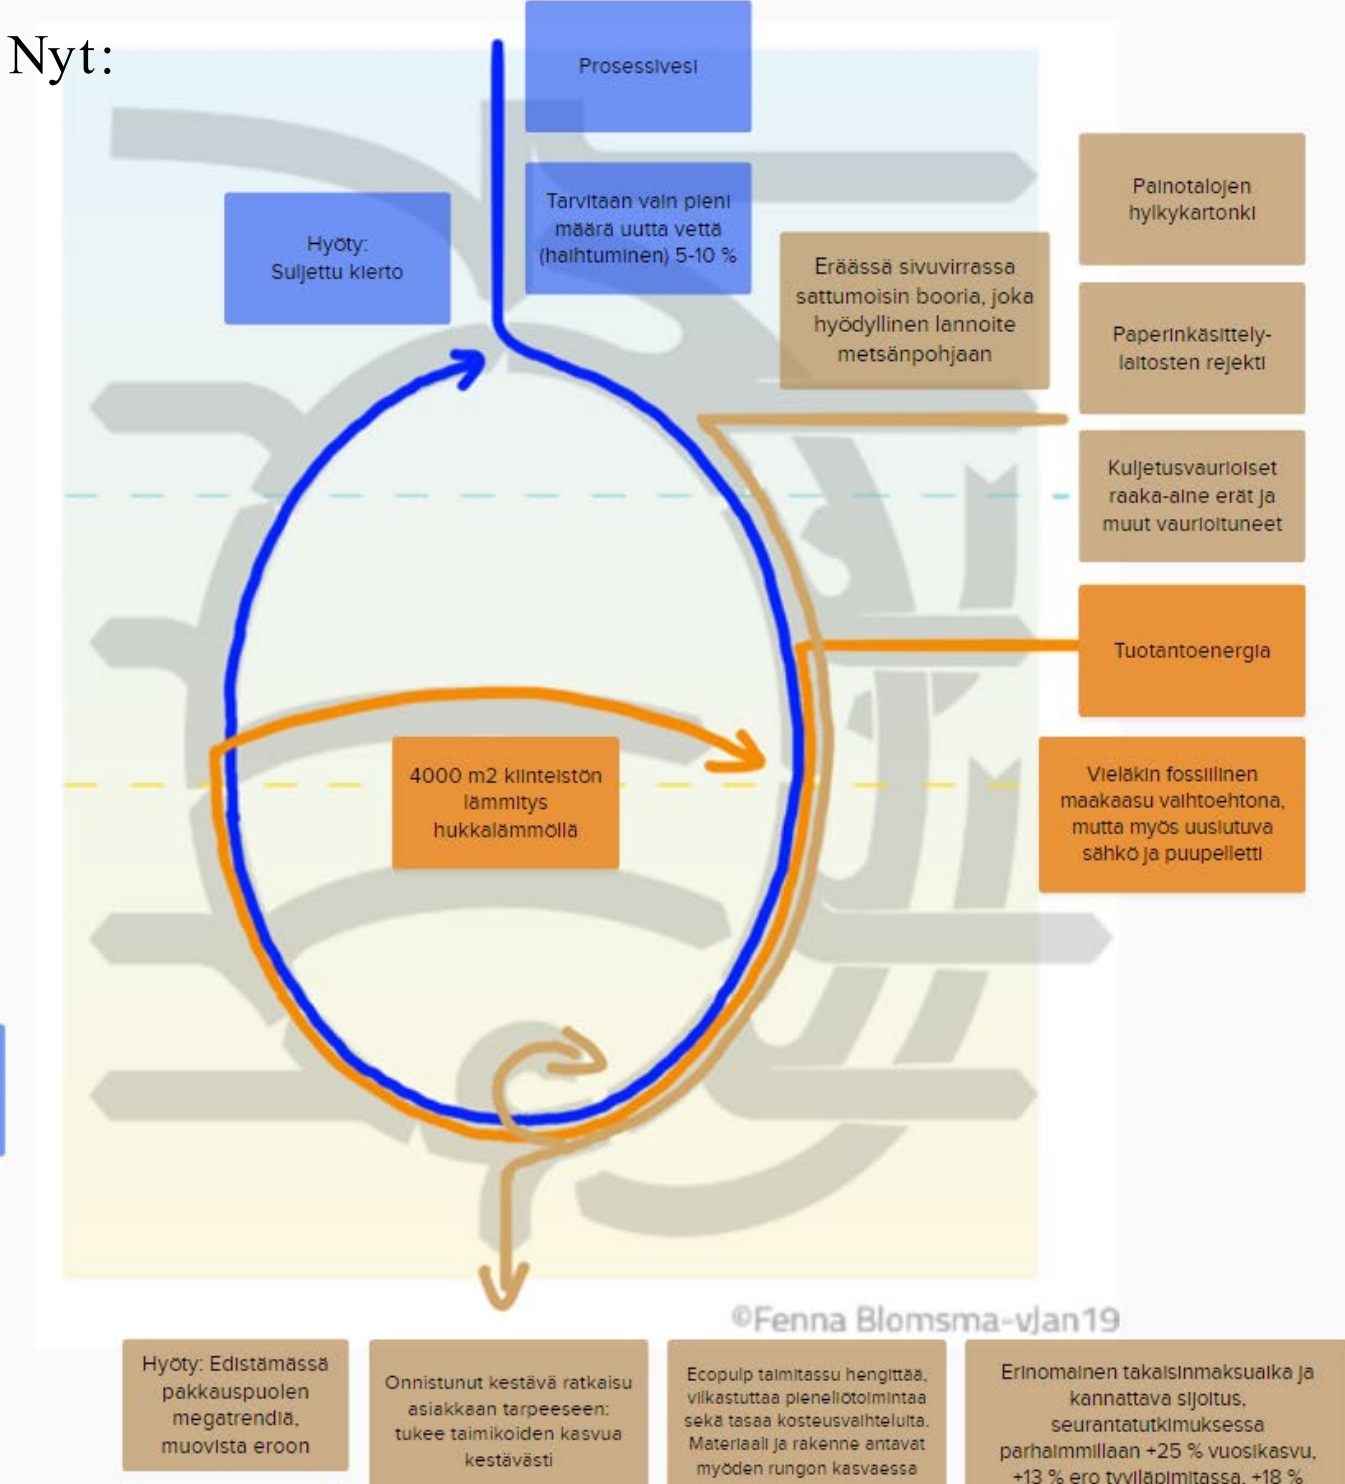 Nyt:
Prosessivesi
Hyöty:
Suljettu kierto
Tarvitaan vain pieni
määrä uutta vettä
(haihtuminen) 5-10 %
Eräässä sivuvirrassa
sattumoisin booria, joka
hyödyllinen lannoite
metsänpohjaan
Painotalojen
hylkykartonki
Paperinkäsittely-
laitosten rejekti
Kuljetusvaurioiset
raaka-aine erät ja
muut vaurioituneet
Tuotantoenergia
4000 m2 kiinteistön
lämmitys
hukkalämmöllä
Vieläkin fossiilinen
maakaasu vaihtoehtona,
mutta myös uusiutuva
sähkö ja puupelletti
©Fenna Blomsma-vJan19
Hyöty: Edistämässä
pakkauspuolen
megatrendiä,
muovista eroon
Onnistunut kestävä ratkaisu
asiakkaan tarpeeseen:
tukee taimikoiden kasvua
kestävästi
Ecopulp taimitassu hengittää,
vilkastuttaa pieneliötoimintaa
sekä tasaa kosteusvaihteluita.
Materiaali ja rakenne antavat
myöden rungon kasvaessa
Erinomainen takaisinmaksuaika ja
kannattava sijoitus,
seurantatutkimuksessa
parhaimmillaan +25 % vuosikasvu,
+13 % ero tyviläpimitassa, +18 %